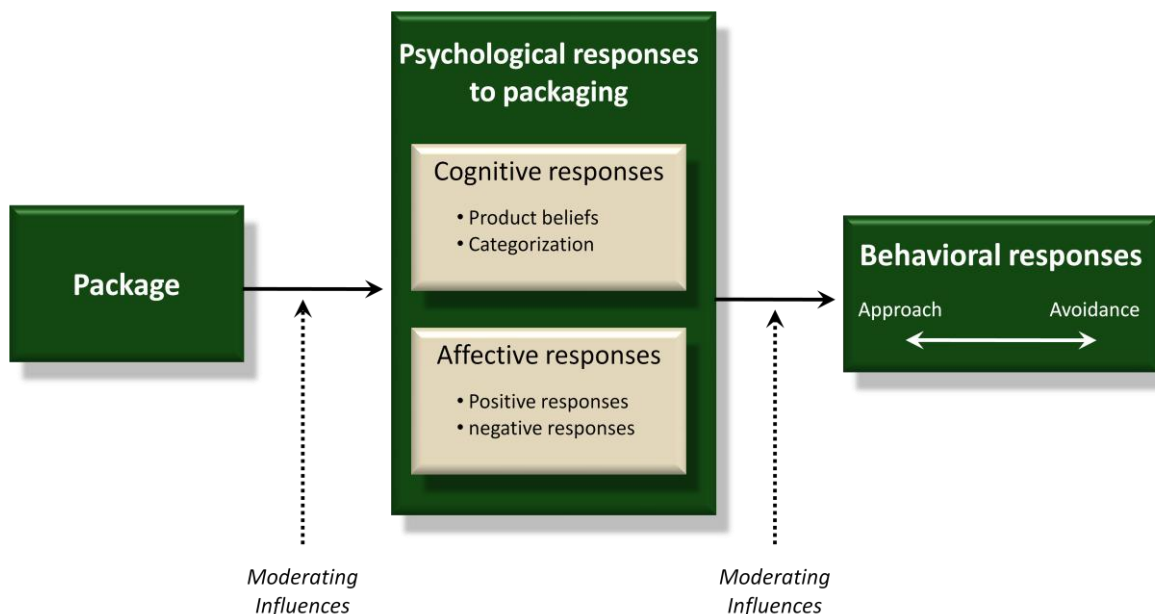 Package
Psychological responses
to packaging
Cognitive responses
• Product beliefs
• Categorization
Affective responses
• Positive responses
• negative responses
Behavioral responses
Approach
Avoidance
Moderating
Influences
Moderating
Influences